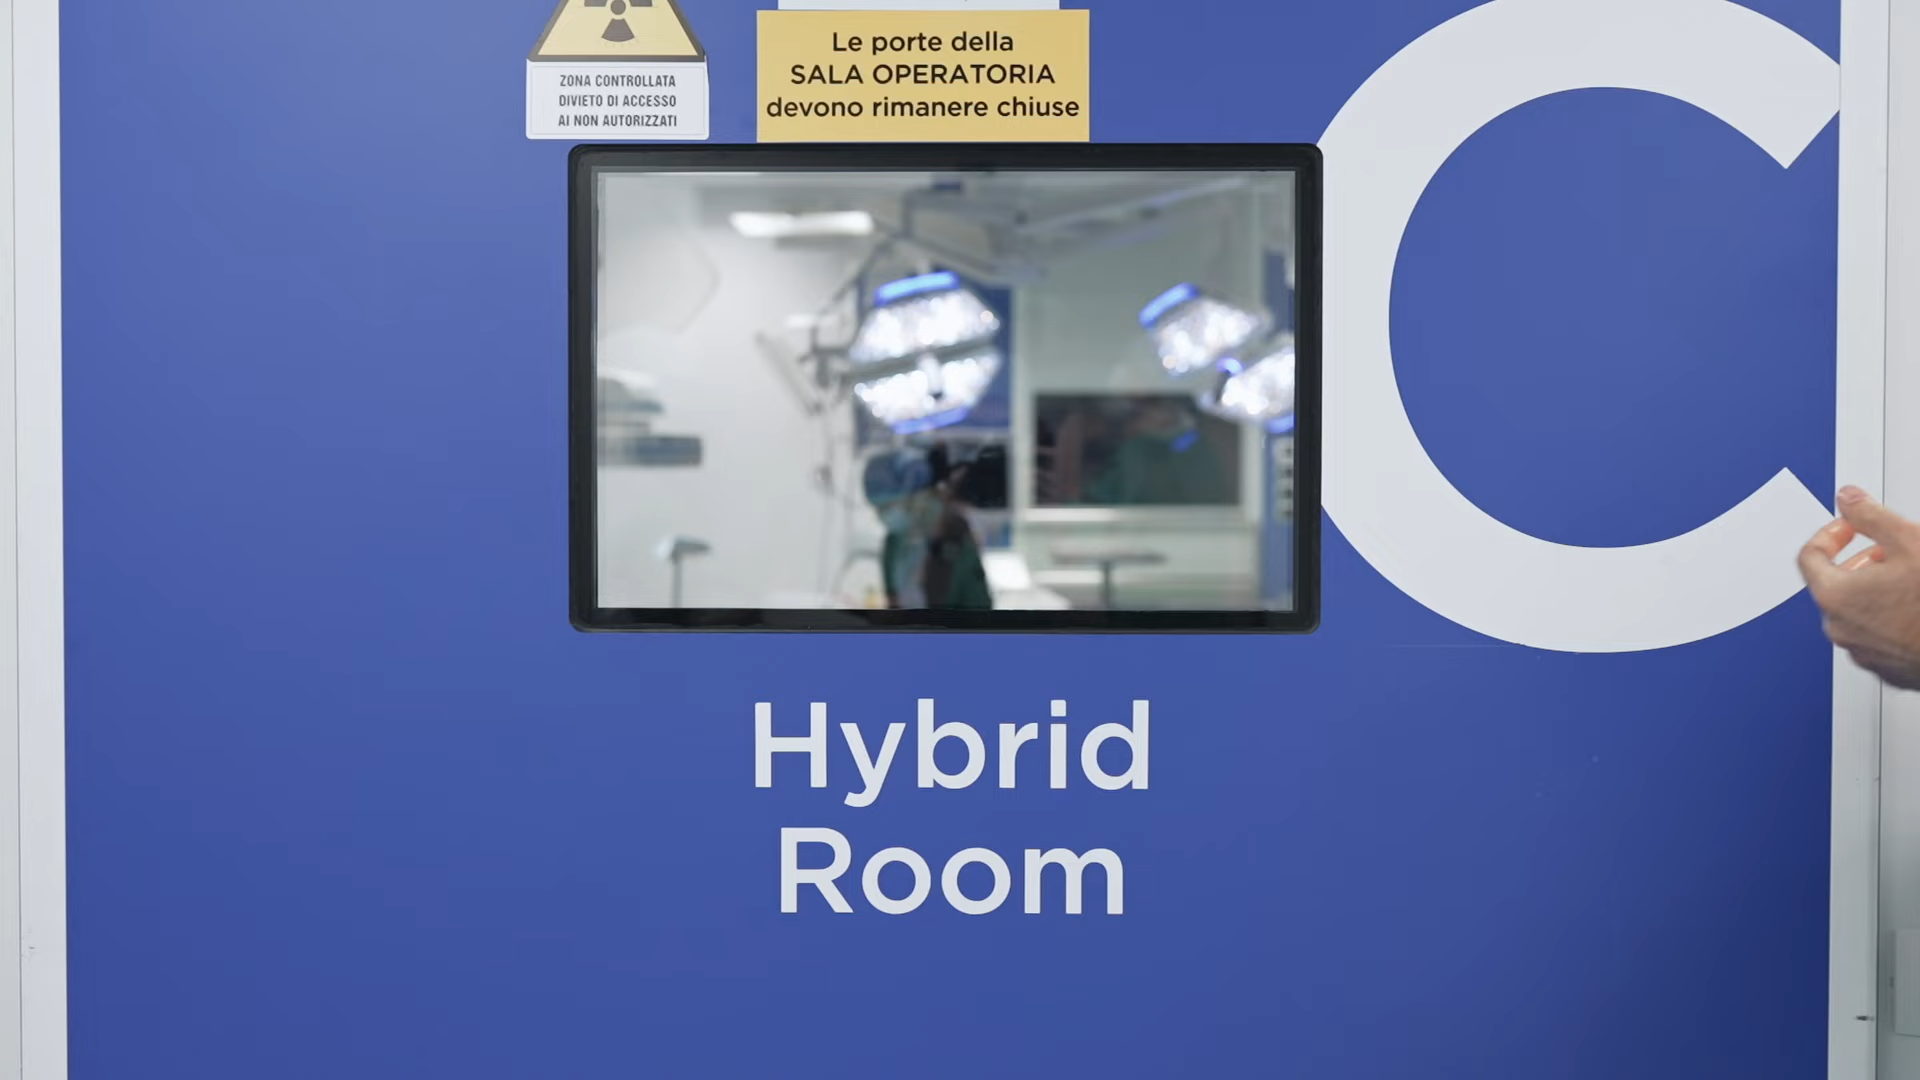 ZONA CONTROLLATA
DIVIETO DI ACCESSO
AI NON AUTORIZZATI
Le porte della
SALA OPERATORIA
devono rimanere chiuse
C
Hybrid
Room